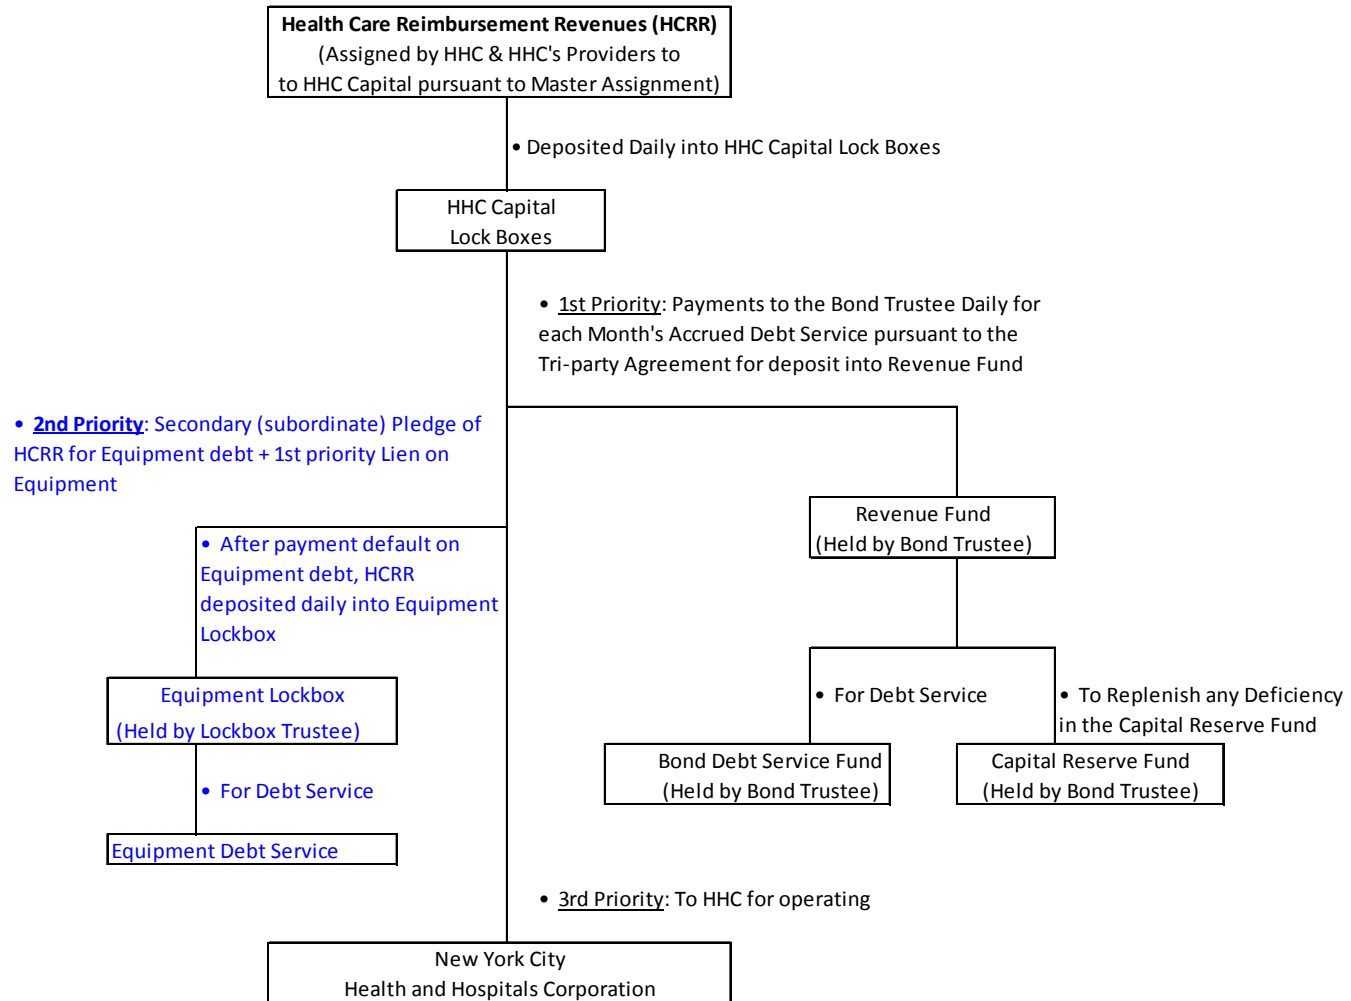 Health Care Reimbursement Revenues (HCRR)
(Assigned by HHC & HHC's Providers to
to HHC Capital pursuant to Master Assignment)
• Deposited Daily into HHC Capital Lock Boxes
HHC Capital
Lock Boxes
• 1st Priority: Payments to the Bond Trustee Daily for
each Month's Accrued Debt Service pursuant to the
Tri-party Agreement for deposit into Revenue Fund
• 2nd Priority: Secondary (subordinate) Pledge of
HCRR for Equipment debt + 1st priority Lien on
Equipment
Revenue Fund
(Held by Bond Trustee)
• After payment default on
Equipment debt, HCRR
deposited daily into Equipment
Lockbox
• For Debt Service
• To Replenish any Deficiency
in the Capital Reserve Fund
Equipment Lockbox
(Held by Lockbox Trustee)
Bond Debt Service Fund
(Held by Bond Trustee)
Capital Reserve Fund
(Held by Bond Trustee)
• For Debt Service
Equipment Debt Service
• 3rd Priority: To HHC for operating
New York City
Health and Hospitals Corporation